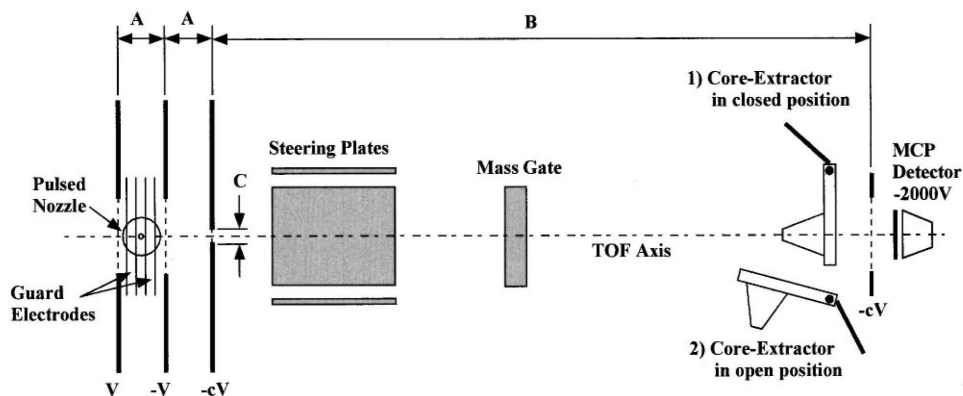 A
A
B
1) Core-Extractor
in closed position
Steering Plates
MCP
Detector
-2000V
Mass Gate
C
Pulsed
Nozzle
TOF Axis
Guard
Electrodes
-cV
2) Core-Extractor
in open position
V
-V
-cV